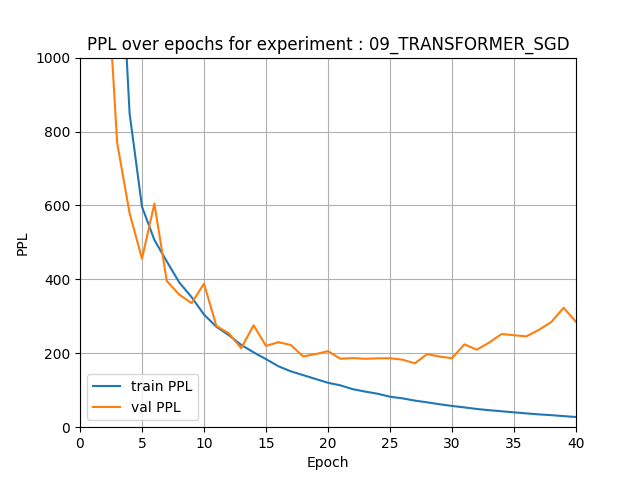 PPL over epochs for experiment : 09_TRANSFORMER_SGD
1000
800
600
400
200
0
PPL
train PPL
val PPL
0 5 10 15 20 25 30 35 40
Epoch